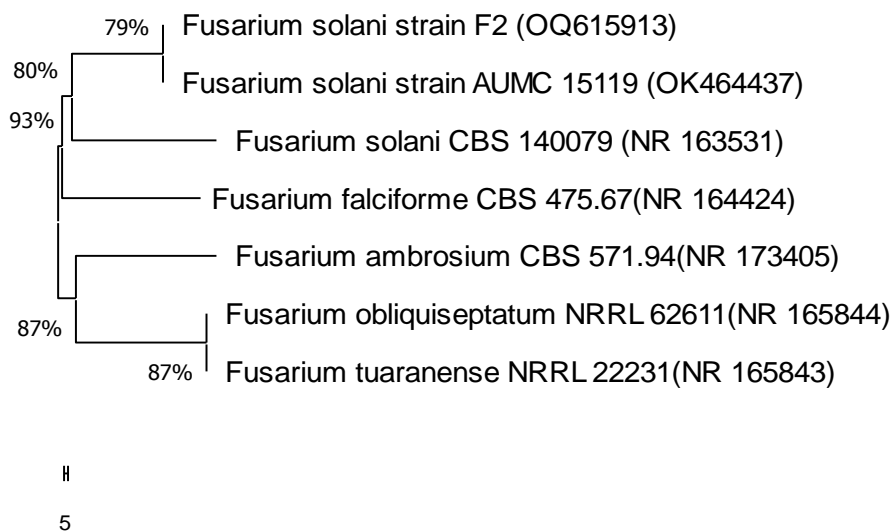 79%
Fusarium solani strain F2 (OQ615913)
80%
Fusarium solani strain AUMC 15119 (OK464437)
93%
Fusarium solani CBS 140079 (NR 163531)
Fusarium falciforme CBS 475.67(NR 164424)
Fusarium ambrosium CBS 571.94(NR 173405)
87%
Fusarium obliquiseptatum NRRL 62611(NR 165844)
87%
Fusarium tuaranense NRRL 22231(NR 165843)
5